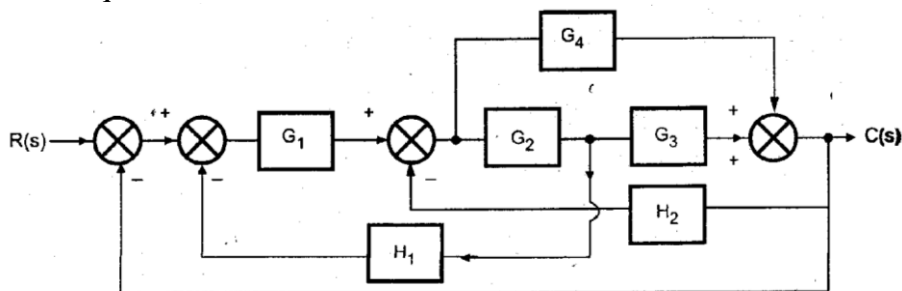 G4
+ + + +
R(s) G1 G2 G3 C(s)
− − − +
H2
H1